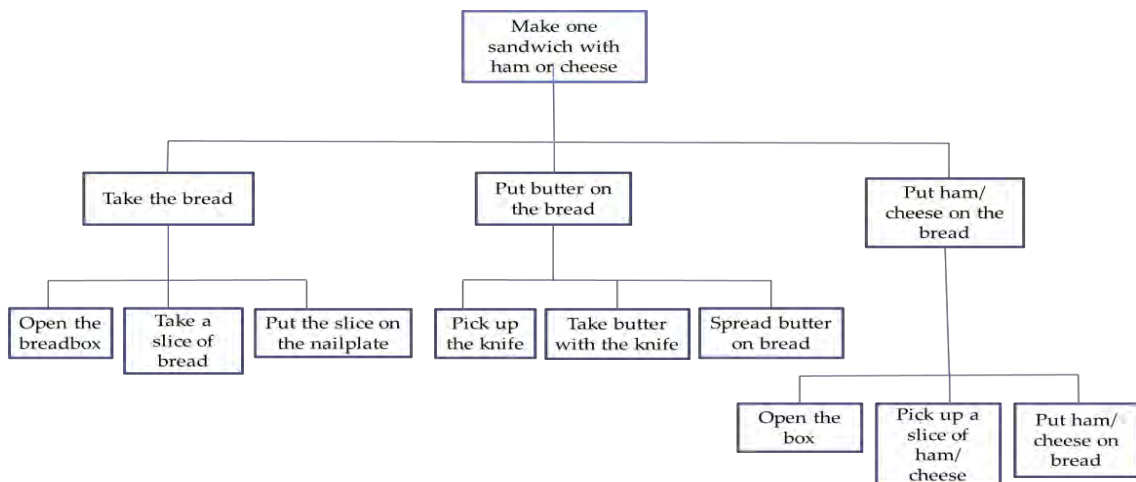 Make one
sandwich with
ham or cheese
Take the bread
Put butter on
the bread
Put ham/
cheese on the
bread
Open the
breadbox
Take a
slice of
bread
Put the slice on
the nailplate
Pick up
the knife
Take butter
with the knife
Spread butter
on bread
Open the
box
Pick up a
slice of
ham/
cheese
Put ham/
cheese on
bread